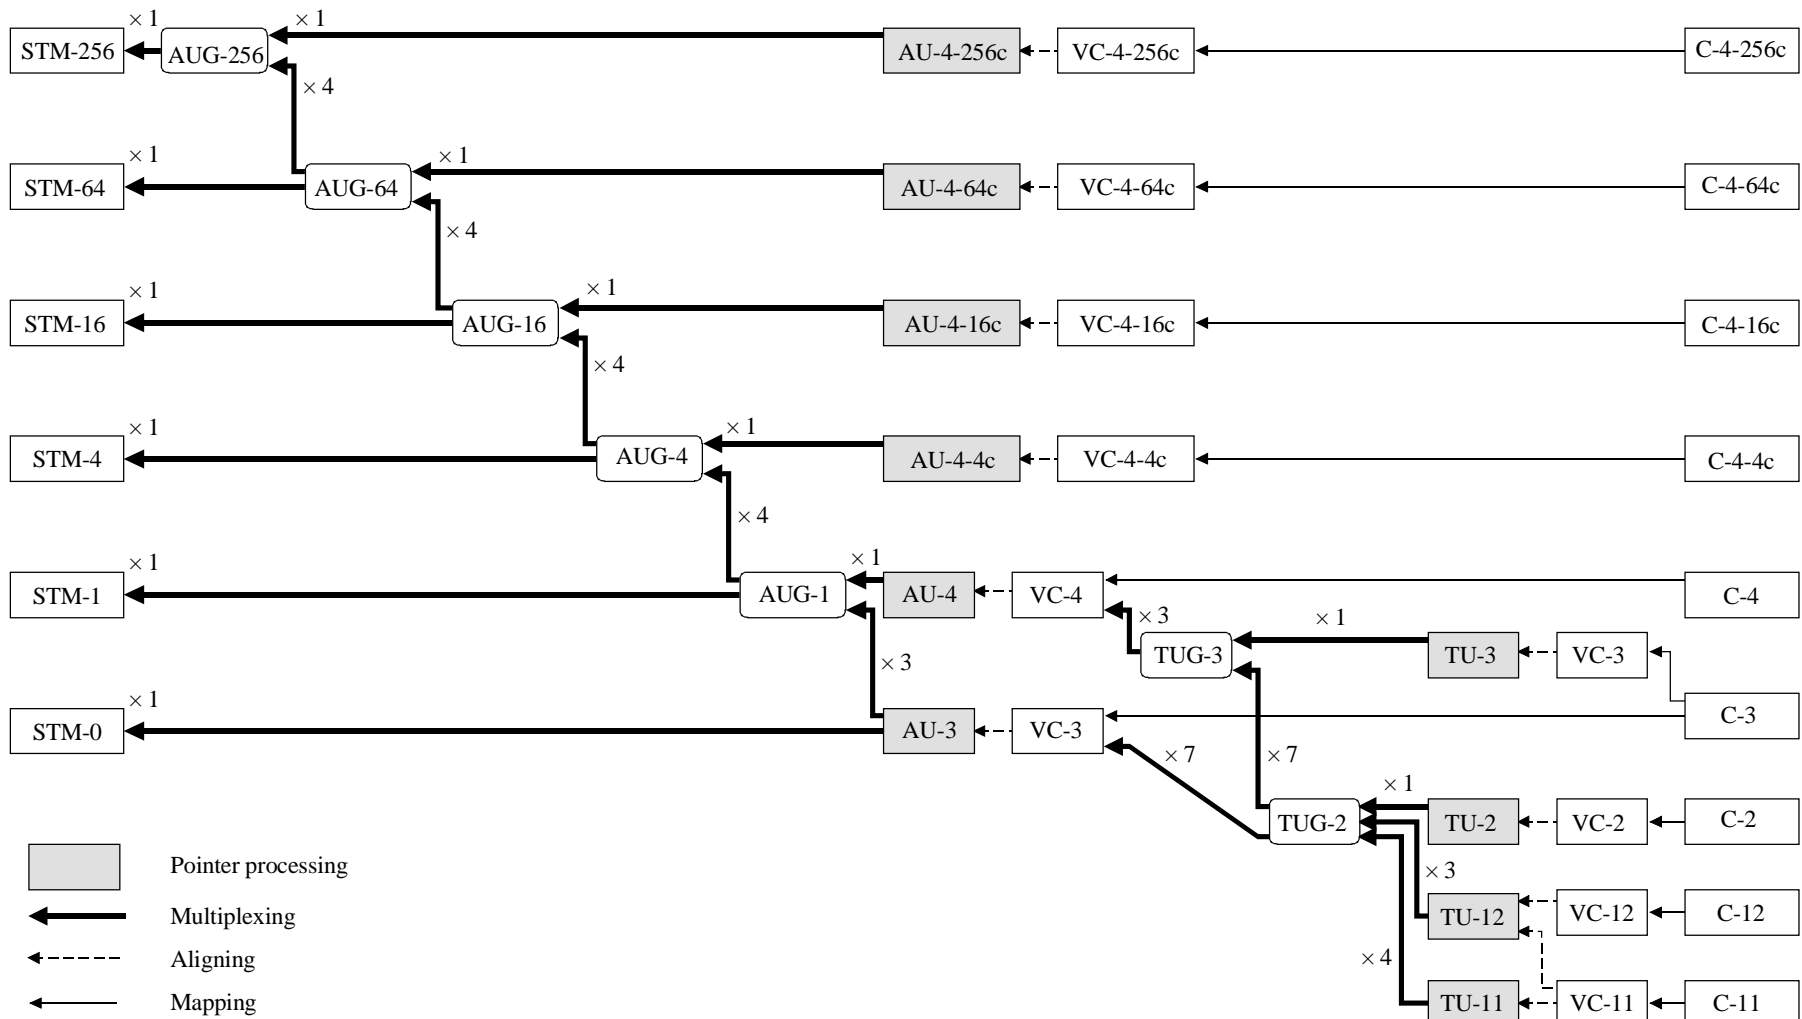 × 1
× 1
STM-256
AUG-256
AU-4-256c
VC-4-256c
C-4-256c
× 4
× 1
× 1
STM-64
AUG-64
AU-4-64c
VC-4-64c
C-4-64c
× 4
× 1
× 1
STM-16
AUG-16
AU-4-16c
VC-4-16c
C-4-16c
× 4
× 1
× 1
STM-4
AUG-4
AU-4-4c
VC-4-4c
C-4-4c
× 4
× 1
× 1
STM-1
AUG-1
AU-4
VC-4
C-4
× 3
× 1
TUG-3
TU-3
VC-3
× 3
× 1
STM-0
AU-3
VC-3
C-3
× 7
× 7
× 1
TUG-2
TU-2
VC-2
C-2
Pointer processing
× 3
Multiplexing
TU-12
VC-12
C-12
Aligning
× 4
Mapping
TU-11
VC-11
C-11